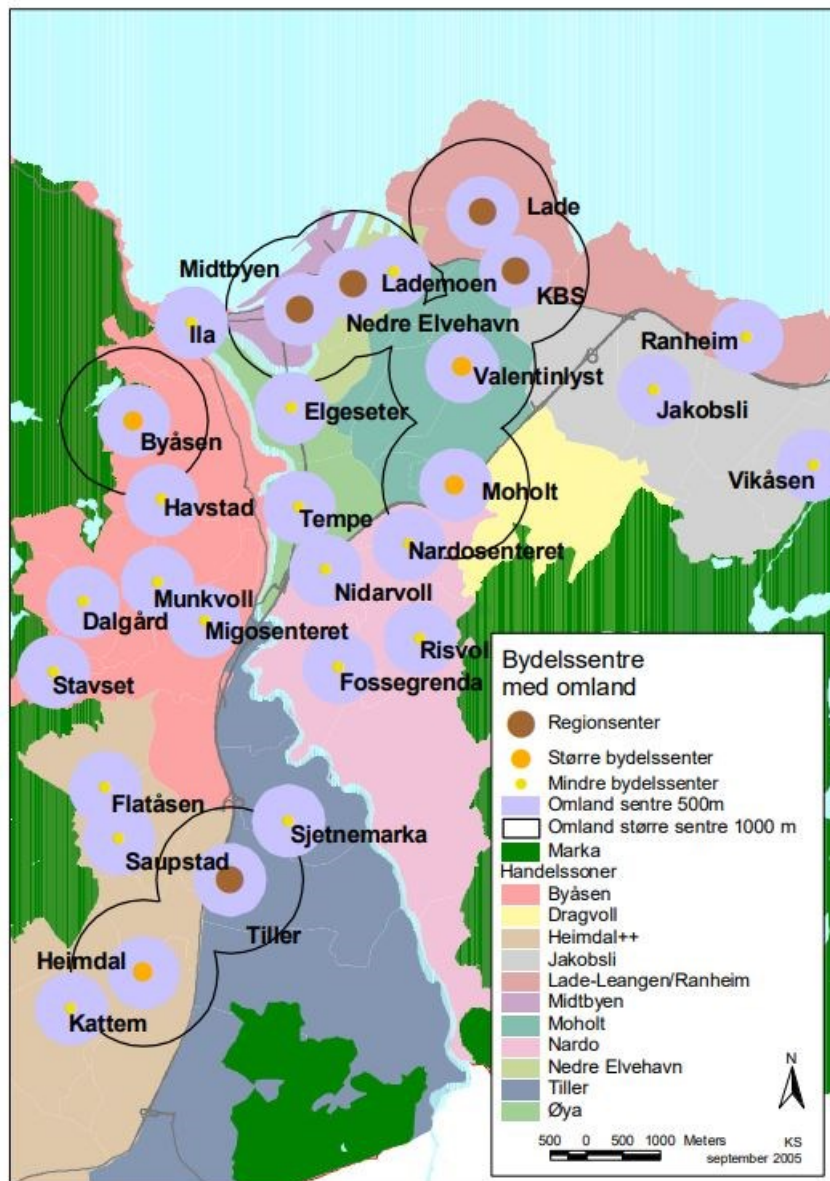 Lade
Midtbyen
Lademoen
KBS
Ila
Nedre Elvehavn
Ranheim
Valentinlyst
Jakobsli
Elgeseter
Byåsen
Vikåsen
Moholt
Havstad
Tempe
Nardosenteret
Nidarvoll
Munkvoll
Dalgård
Migosenteret
Risvol
Stavset
Fossegrenda
Flatåsen
Sjetnemarka
Saupstad
Tiller
Heimdal
Kattem
Bydelssentre
med omland
Regionsenter
Større bydelssenter
Mindre bydelssenter
Omland sentre 500m
Omland større sentre 1000 m
Marka
Handelssoner
Byåsen
Dragvoll
Heimdal++
Jakobsli
Lade-Leangen/Ranheim
Midtbyen
Moholt
Nardo
Nedre Elvehavn
Tiller
Øya
N
500 0 500 1000 Meters
KS
september 2005